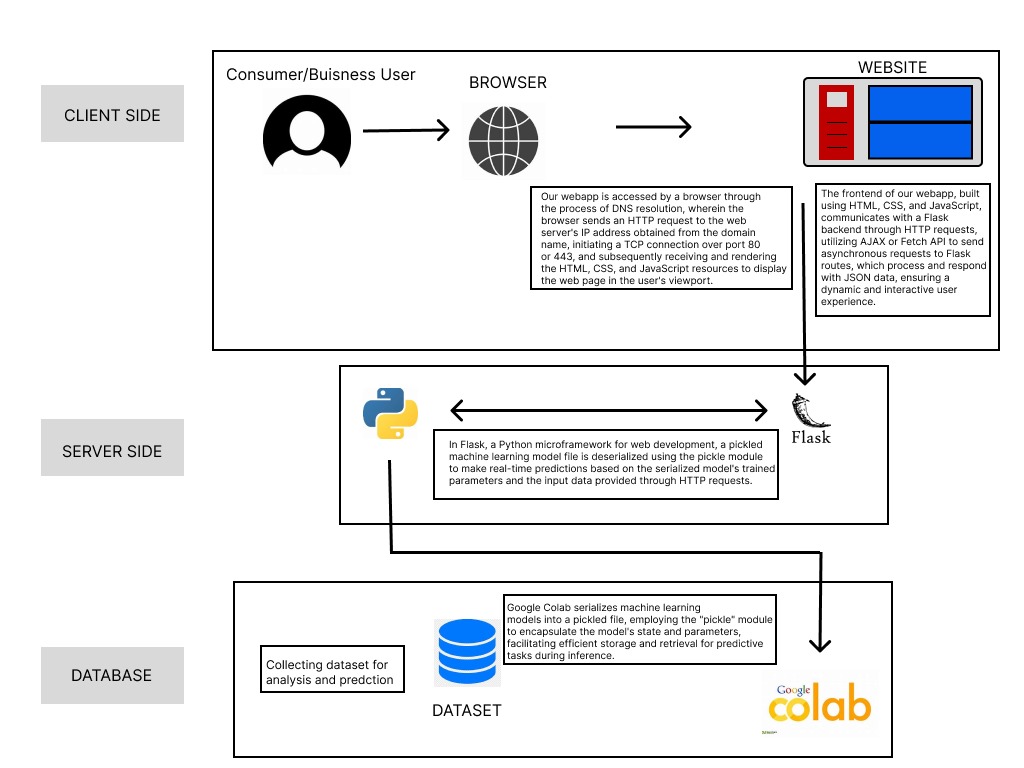 Consumer/Buisness User
BROWSER
WEBSITE
CLIENT SIDE
Our webapp is accessed by a browser through
the process of DNS resolution, wherein the
browser sends an HTTP request to the web
server's IP address obtained from the domain
name, initiating a TCP connection over port 80
or 443, and subsequently receiving and rendering
the HTML, CSS, and JavaScript resources to display
the web page in the user's viewport.
The frontend of our webapp, built
using HTML, CSS, and JavaScript,
communicates with a Flask
backend through HTTP requests,
utilizing AJAX or Fetch API to send
asynchronous requests to Flask
routes, which process and respond
with JSON data, ensuring a
dynamic and interactive user
experience.
SERVER SIDE
Flask
In Flask, a Python microframework for web development, a pickled
machine learning model file is deserialized using the pickle module
to make real-time predictions based on the serialized model's trained
parameters and the input data provided through HTTP requests.
DATABASE
Collecting dataset for
analysis and predction
DATASET
Google Colab serializes machine learning
models into a pickled file, employing the "pickle" module
to encapsulate the model's state and parameters,
facilitating efficient storage and retrieval for predictive
tasks during inference.
Google
colab